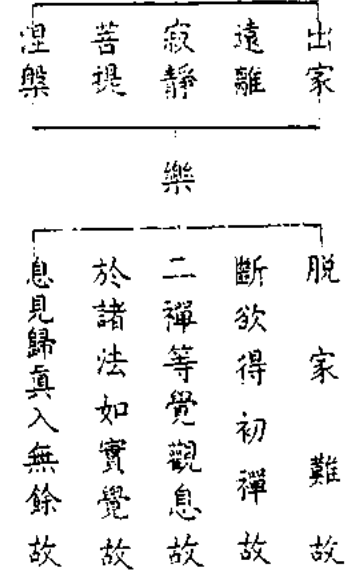 出家
遠離
寂靜
菩提
涅槃
樂
脫家難故
斷欲得初禪故
二禪等覺觀息故
於諸法如實覺故
息見歸真入無餘故